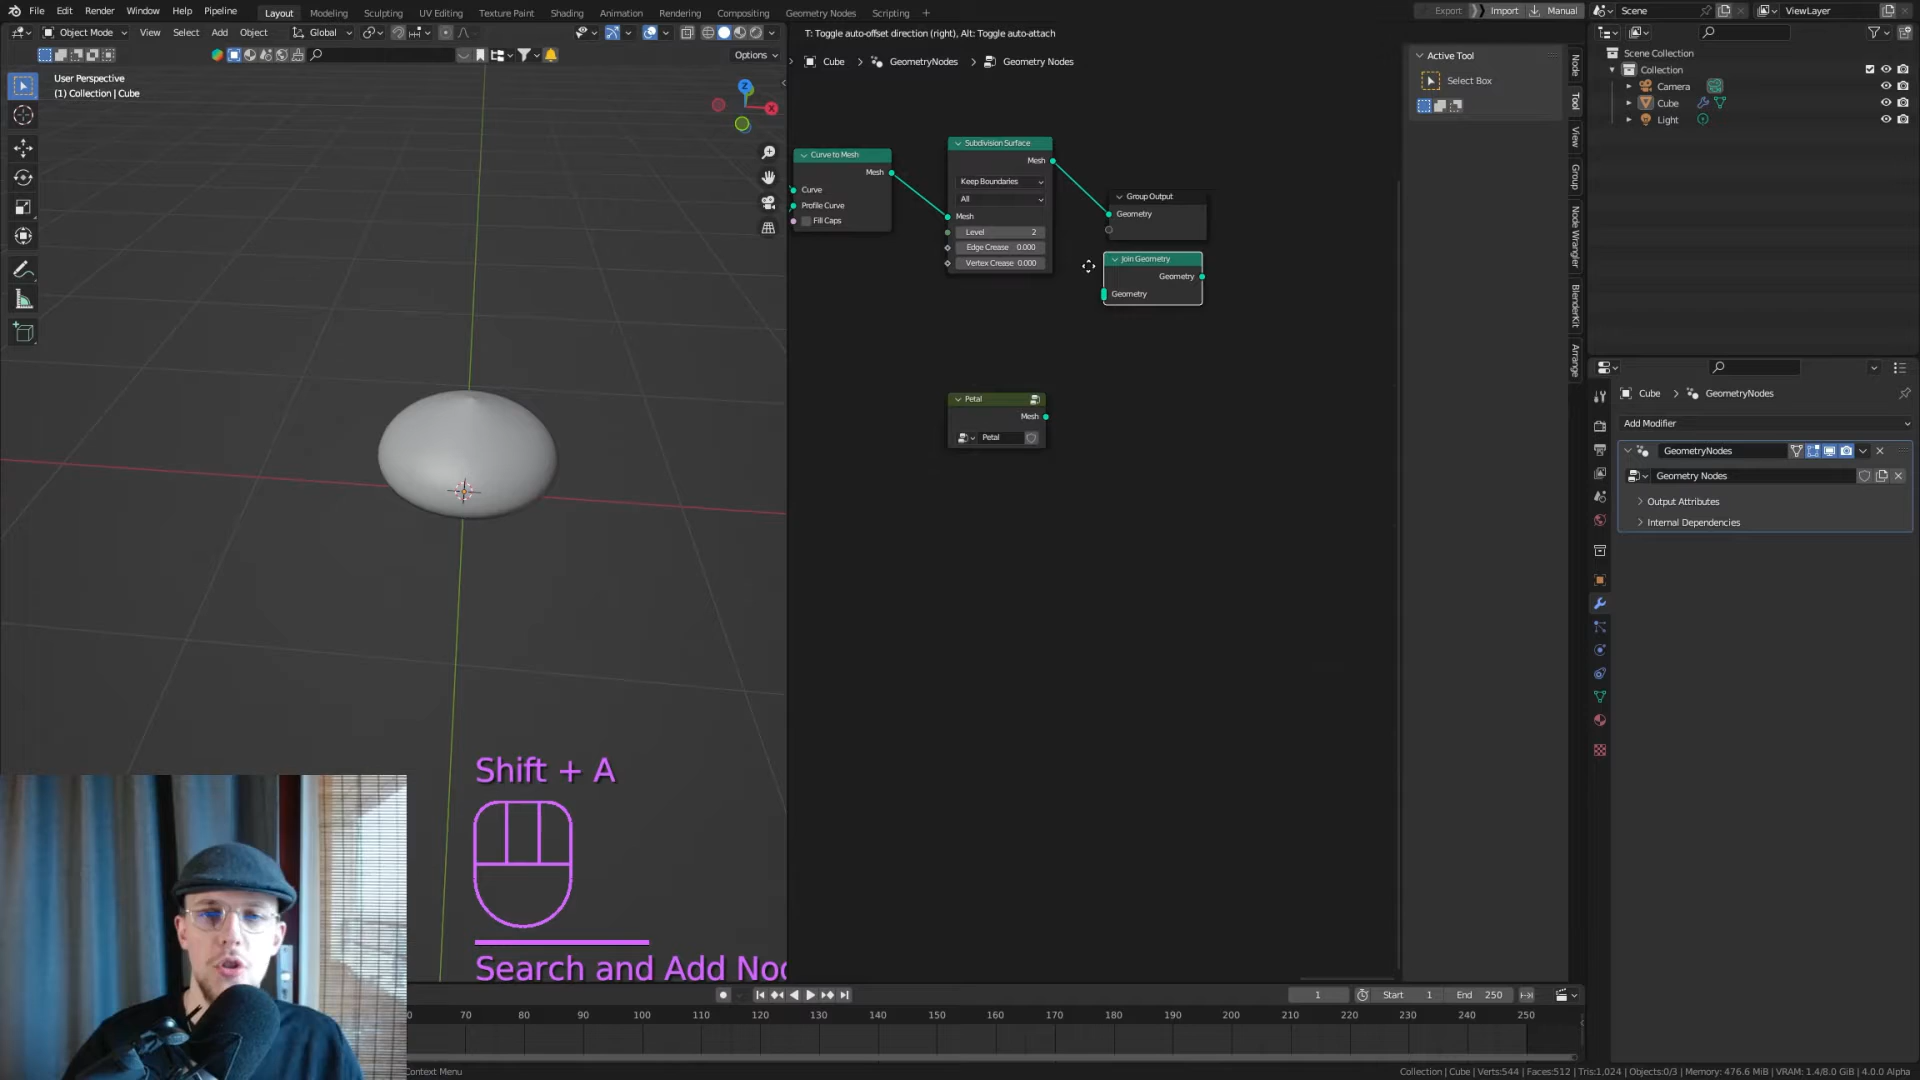 File Edit Render Window Help Pipeline Layout Modeling Sculpting UV Editing Texture Paint Shading Animation Rendering Compositing Geometry Nodes Scripting + Export Import Manual Scene ViewLayer
Object Mode View Select Add Object Global T: Toggle auto-offset direction (right), Alt: Toggle auto-attach
Options
Cube > GeometryNodes > Geometry Nodes
User Perspective
(1) Collection | Cube
Z
X
Curve to Mesh
Mesh
Curve
Profile Curve
Fill Caps
Subdivision Surface
Mesh
Keep Boundaries
All
Mesh
Level 2
Edge Crease 0.000
Vertex Crease 0.000
Group Output
Geometry
Join Geometry
Geometry
Geometry
Petal
Mesh
Petal
Active Tool
Select Box
Node
Tool
View
Group
Node Wrangler
BlenderKit
Arrange
Scene Collection
Collection
Camera
Cube
Light
Cube > GeometryNodes
Add Modifier
GeometryNodes
Geometry Nodes
Output Attributes
Internal Dependencies
Shift + A
Search and Add Noc
1 Start 1 End 250
70 80 90 100 110 120 130 140 150 160 170 180 190 200 210 220 230 240 250
Context Menu
Collection | Cube | Verts:544 | Faces:512 | Tris:1,024 | Objects:0/3 | Memory: 476.6 MiB | VRAM: 1.4/8.0 GiB | 4.0.0 Alpha